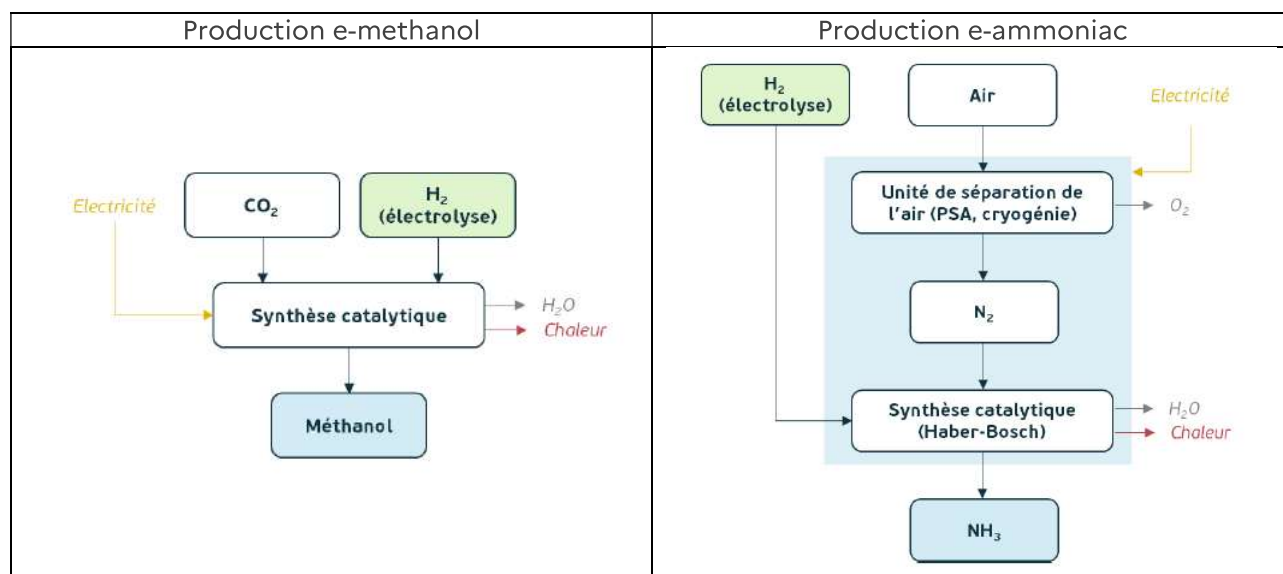 Production e-methanol
Electricité
CO₂
H₂
(électrolyse)
Synthèse catalytique
H₂O
Chaleur
Méthanol
Production e-ammoniac
H₂
(électrolyse)
Air
Electricité
Unité de séparation de
l'air (PSA, cryogénie)
O₂
N₂
Synthèse catalytique
(Haber-Bosch)
H₂O
Chaleur
NH₃